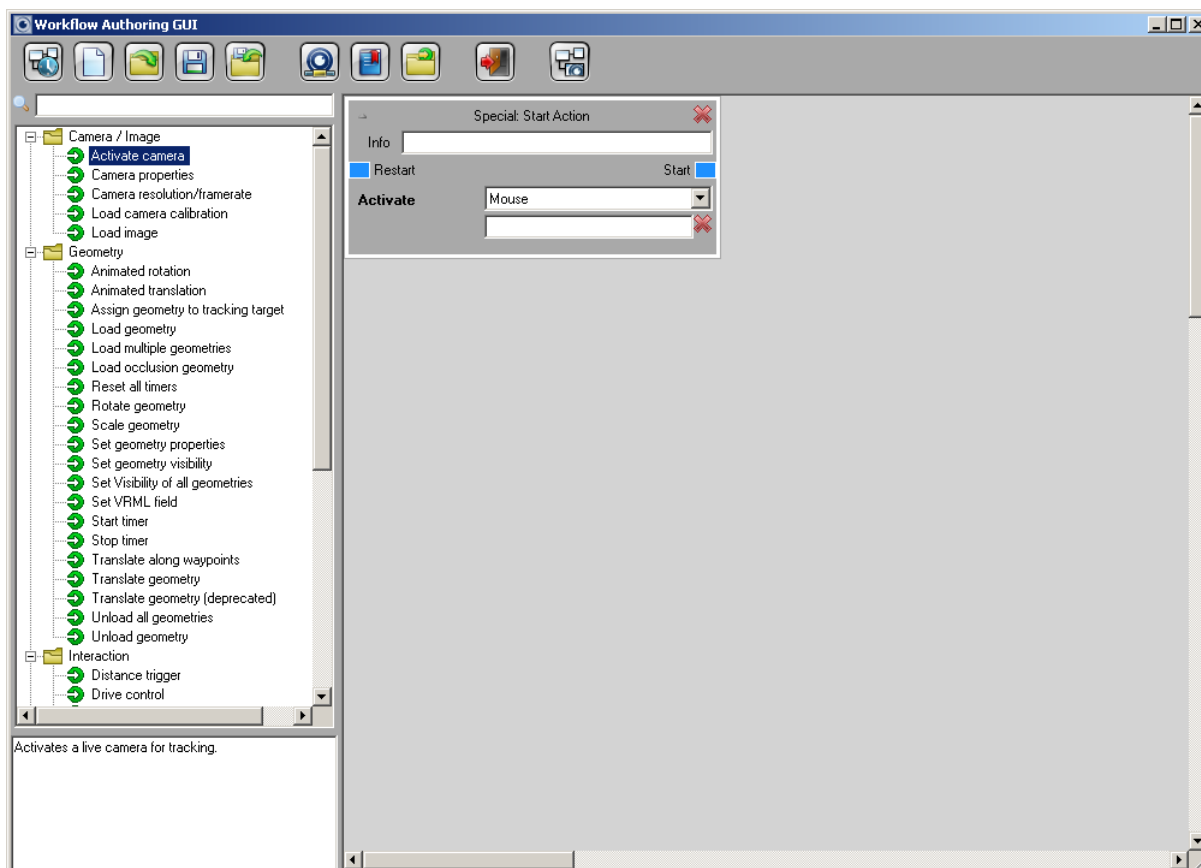 Workflow Authoring GUI
Camera / Image
Activate camera
Camera properties
Camera resolution/framerate
Load camera calibration
Load image
Geometry
Animated rotation
Animated translation
Assign geometry to tracking target
Load geometry
Load multiple geometries
Load occlusion geometry
Reset all timers
Rotate geometry
Scale geometry
Set geometry properties
Set geometry visibility
Set Visibility of all geometries
Set VRML field
Start timer
Stop timer
Translate along waypoints
Translate geometry
Translate geometry (deprecated)
Unload all geometries
Unload geometry
Interaction
Distance trigger
Drive control
Activates a live camera for tracking.
Special: Start Action
Info
Restart Start
Activate Mouse